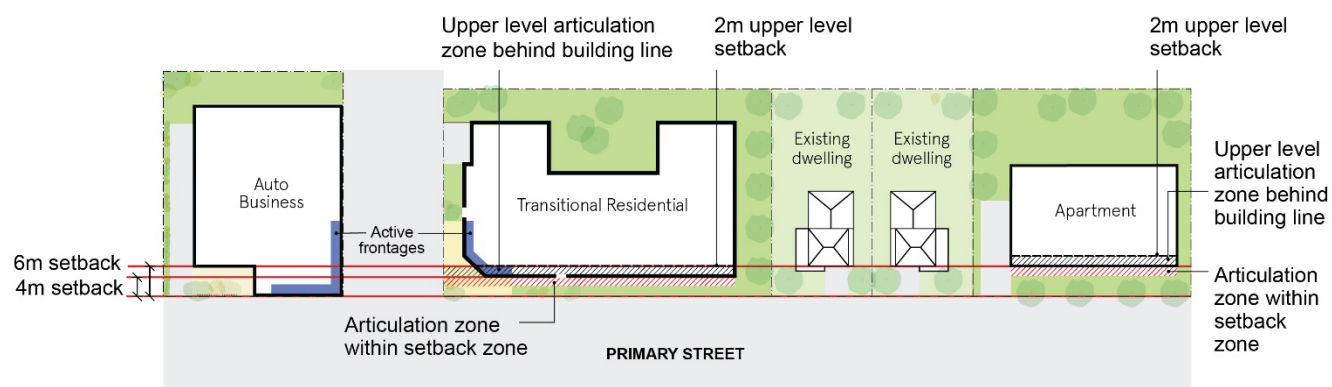 Upper level articulation
zone behind building line
2m upper level
setback
2m upper level
setback
Existing
dwelling
Existing
dwelling
Upper level
articulation
zone behind
building line
Auto
Business
Transitional Residential
Apartment
Active
frontages
6m setback
4m setback
Articulation
zone within
setback
zone
Articulation zone
within setback zone
PRIMARY STREET